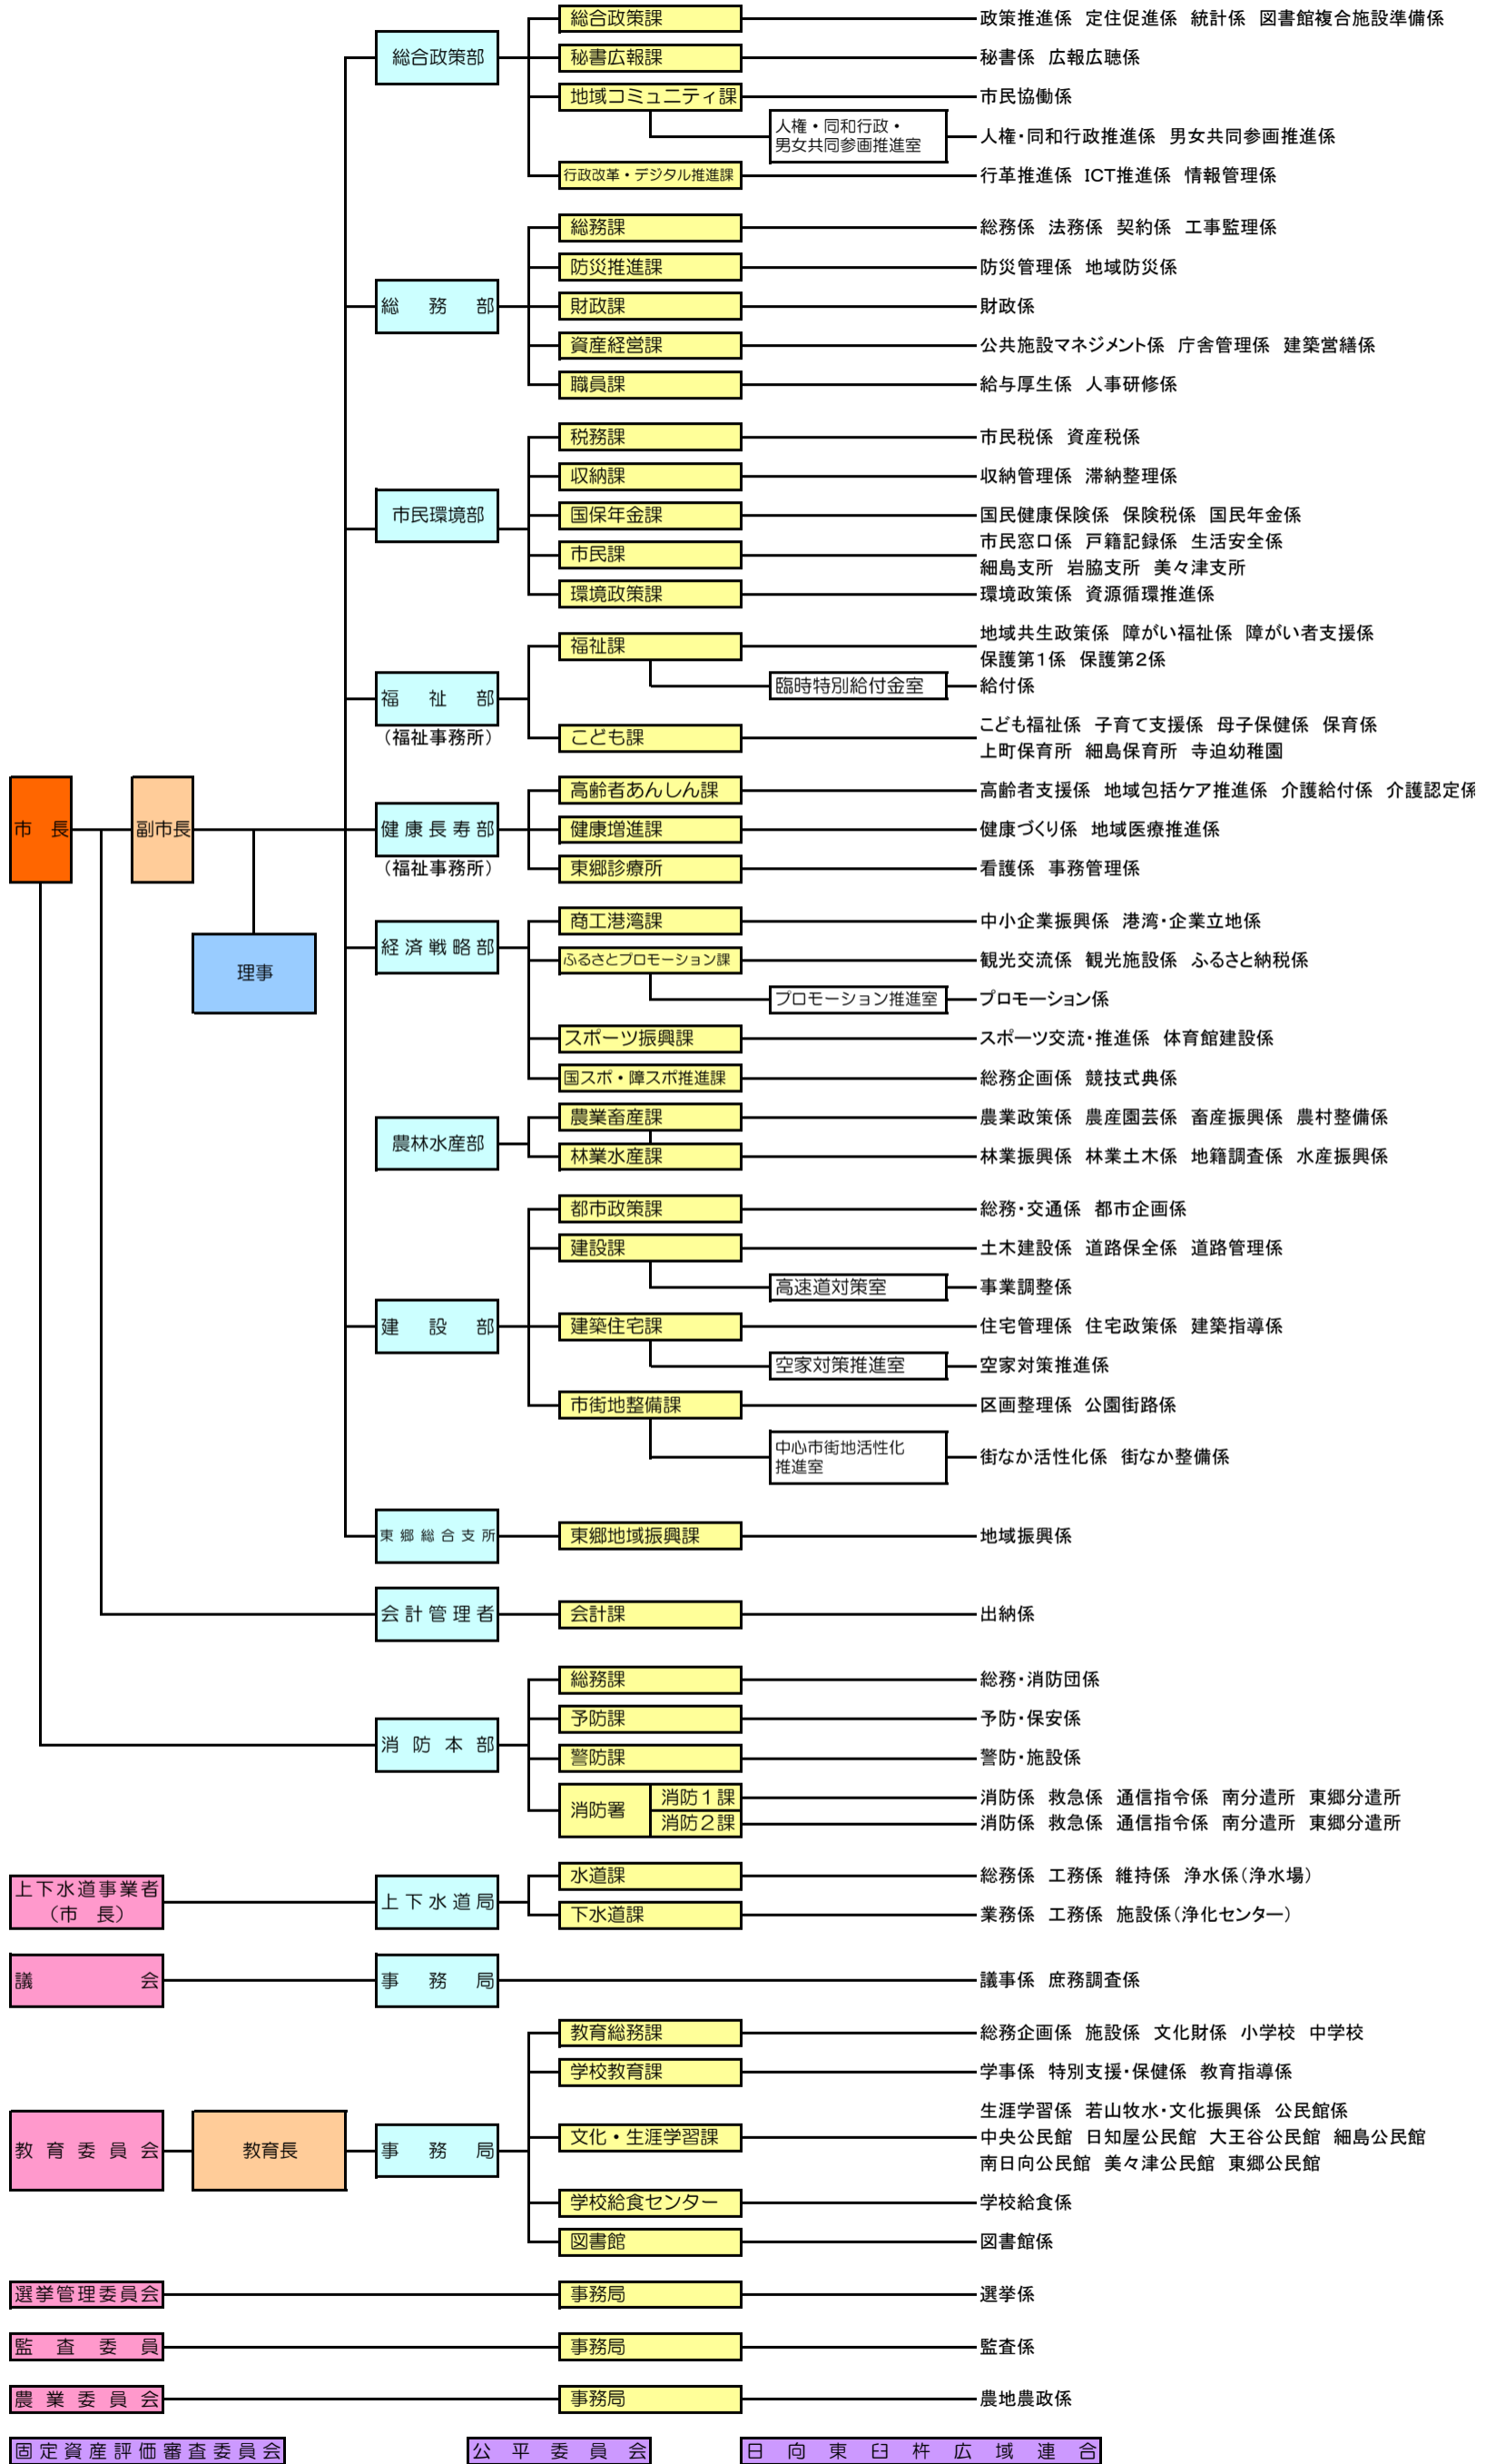 総合政策課 政策推進係 定住促進係 統計係 図書館複合施設準備係
総合政策部 秘書広報課 秘書係 広報広聴係
地域コミュニティ課 市民協働係
人権・同和行政・
男女共同参画推進室 人権・同和行政推進係 男女共同参画推進係
行政改革・デジタル推進課 行革推進係 ICT推進係 情報管理係
総務課 総務係 法務係 契約係 工事監理係
防災推進課 防災管理係 地域防災係
総務部 財政課 財政係
資産経営課 公共施設マネジメント係 庁舎管理係 建築営繕係
職員課 給与厚生係 人事研修係
税務課 市民税係 資産税係
収納課 収納管理係 滞納整理係
市民環境部 国保年金課 国民健康保険係 保険税係 国民年金係
市民課 市民窓口係 戸籍記録係 生活安全係
細島支所 岩脇支所 美々津支所
環境政策課 環境政策係 資源循環推進係
福祉課 地域共生政策係 障がい福祉係 障がい者支援係
保護第1係 保護第2係
福祉部 臨時特別給付金室 給付係
(福祉事務所) こども課 こども福祉係 子育て支援係 母子保健係 保育係
上町保育所 細島保育所 寺迫幼稚園
高齢者あんしん課 高齢者支援係 地域包括ケア推進係 介護給付係 介護認定係
市長 副市長 健康長寿部 健康増進課 健康づくり係 地域医療推進係
(福祉事務所) 東郷診療所 看護係 事務管理係
商工港湾課 中小企業振興係 港湾・企業立地係
経済戦略部 ふるさとプロモーション課 観光交流係 観光施設係 ふるさと納税係
理事 プロモーション推進室 プロモーション係
スポーツ振興課 スポーツ交流・推進係 体育館建設係
国スポ・障スポ推進課 総務企画係 競技式典係
農業畜産課 農業政策係 農産園芸係 畜産振興係 農村整備係
農林水産部
林業水産課 林業振興係 林業土木係 地籍調査係 水産振興係
都市政策課 総務・交通係 都市企画係
建設課 土木建設係 道路保全係 道路管理係
高速道対策室 事業調整係
建設部 建築住宅課 住宅管理係 住宅政策係 建築指導係
空家対策推進室 空家対策推進係
市街地整備課 区画整理係 公園街路係
中心市街地活性化
推進室 街なか活性化係 街なか整備係
東郷総合支所 東郷地域振興課 地域振興係
会計管理者 会計課 出納係
総務課 総務・消防団係
予防課 予防・保安係
消防本部 警防課 警防・施設係
消防署 消防1課 消防係 救急係 通信指令係 南分遣所 東郷分遣所
消防2課 消防係 救急係 通信指令係 南分遣所 東郷分遣所
上下水道事業者
(市 長) 上下水道局 水道課 総務係 工務係 維持係 浄水係(浄水場)
下水道課 業務係 工務係 施設係(浄化センター)
議会 事務局 議事係 庶務調査係
教育総務課 総務企画係 施設係 文化財係 小学校 中学校
学校教育課 学事係 特別支援・保健係 教育指導係
教育委員会 教育長 事務局 文化・生涯学習課 生涯学習係 若山牧水・文化振興係 公民館係
中央公民館 日知屋公民館 大王谷公民館 細島公民館
南日向公民館 美々津公民館 東郷公民館
学校給食センター 学校給食係
図書館 図書館係
選挙管理委員会 事務局 選挙係
監査委員 事務局 監査係
農業委員会 事務局 農地農政係
固定資産評価審査委員会 公平委員会 日向東臼杵広域連合